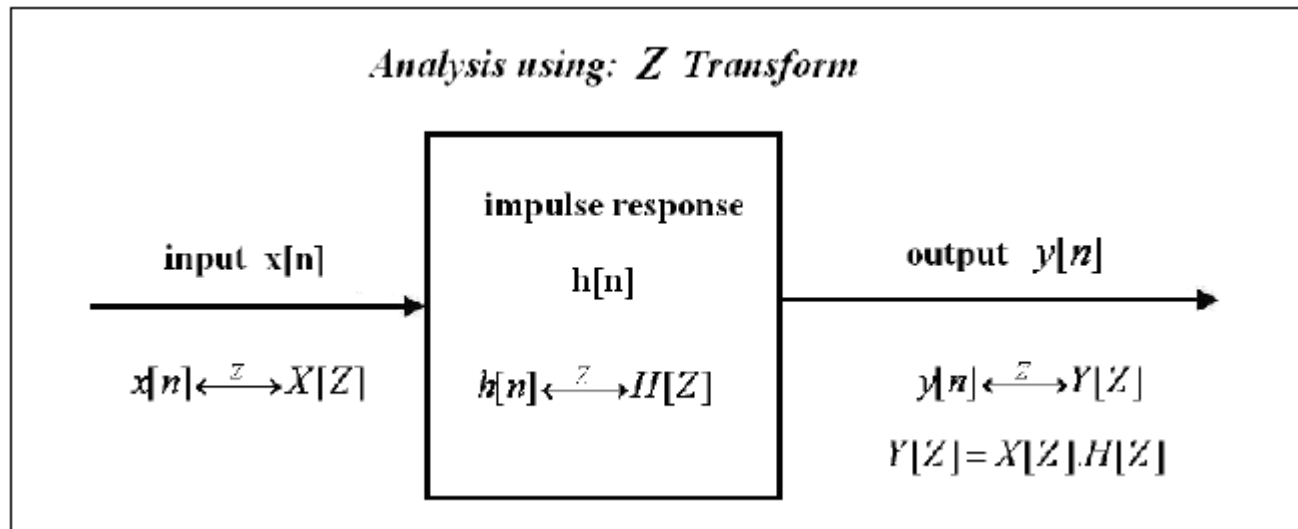 Analysis using: Z Transform
impulse response
input x[n]
h[n]
output y[n]
x[n] ⟷ Z X[Z]
h[n] ⟷ Z H[Z]
y[n] ⟷ Z Y[Z]
Y[Z] = X[Z].H[Z]